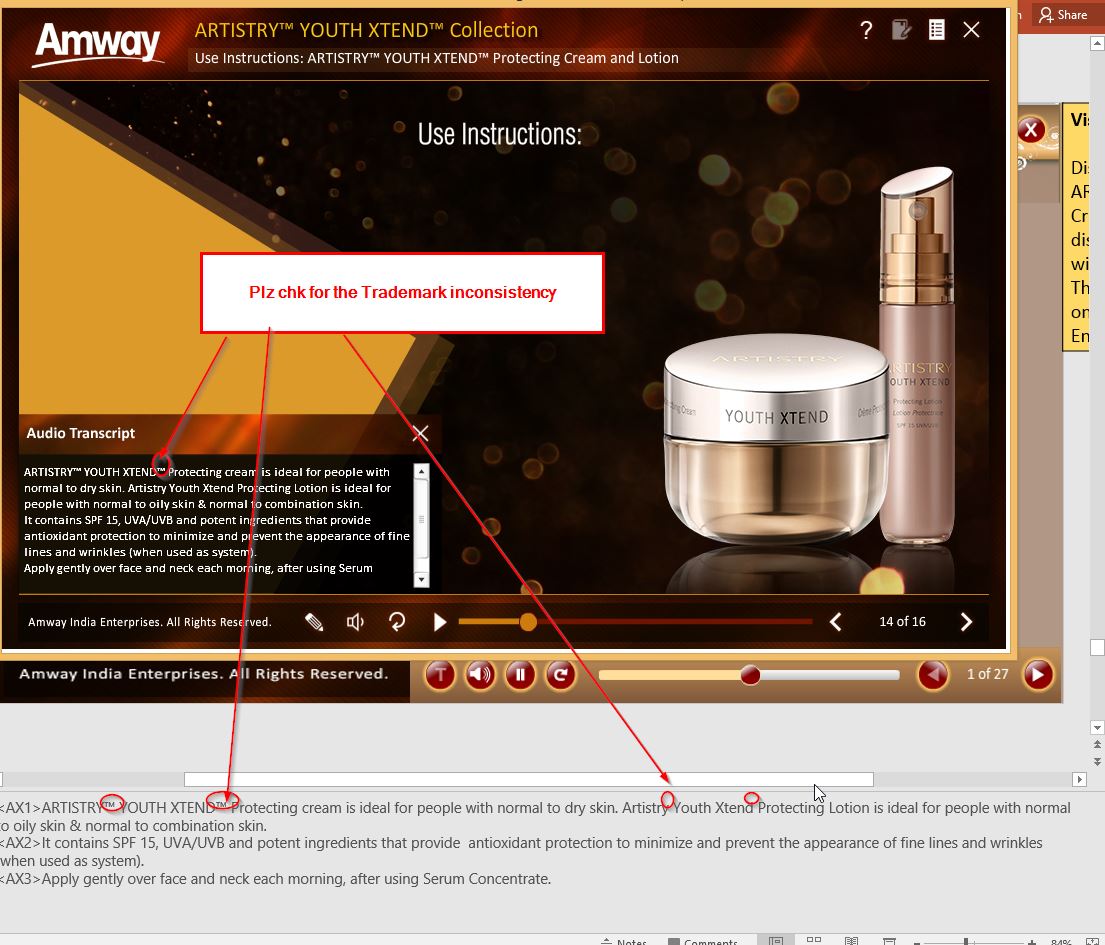 Share
Amway
ARTISTRY™ YOUTH XTEND™ Collection
?
Use Instructions: ARTISTRY™ YOUTH XTEND™ Protecting Cream and Lotion
Use Instructions:
X
Plz chk for the Trademark inconsistency
ARTISTRY
YOUTH XTEND
ARTISTRY
OUTH XTEND
Protecting Lotion
Lotion Protectrice
SPF 15 UVA/UVB
Audio Transcript
ARTISTRY™ YOUTH XTEND™ Protecting cream is ideal for people with
normal to dry skin. Artistry Youth Xtend Protecting Lotion is ideal for
people with normal to oily skin & normal to combination skin.
It contains SPF 15, UVA/UVB and potent ingredients that provide
antioxidant protection to minimize and prevent the appearance of fine
lines and wrinkles (when used as system).
Apply gently over face and neck each morning, after using Serum
Amway India Enterprises. All Rights Reserved.
14 of 16
Amway India Enterprises. All Rights Reserved.
T
1 of 27
<AX1>ARTISTRY™ YOUTH XTEND™ Protecting cream is ideal for people with normal to dry skin. Artistry Youth Xtend Protecting Lotion is ideal for people with normal
to oily skin & normal to combination skin.
<AX2>It contains SPF 15, UVA/UVB and potent ingredients that provide  antioxidant protection to minimize and prevent the appearance of fine lines and wrinkles
(when used as system).
<AX3>Apply gently over face and neck each morning, after using Serum Concentrate.
Notes
Comments
84%